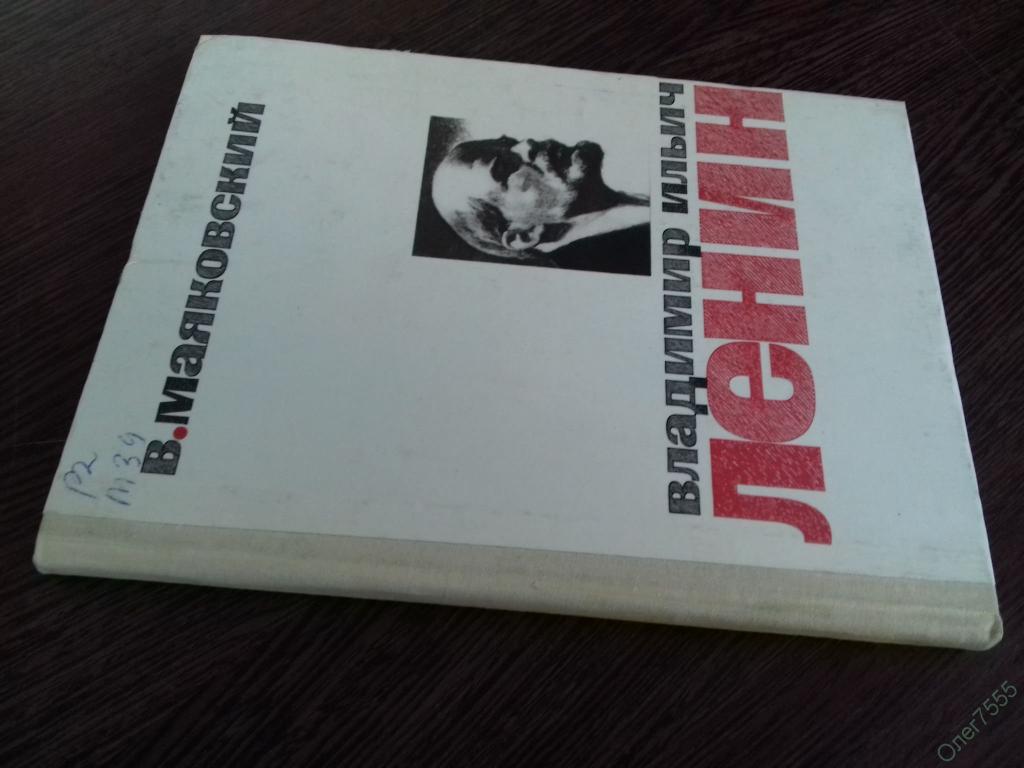 Р2
М39
В.МАЯКОВСКИЙ
ВЛАДИМИР ИЛЬИЧ
ЛЕНИН
Олег7555